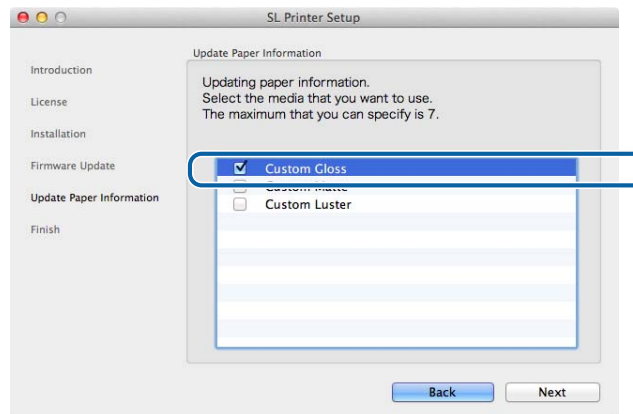 SL Printer Setup
Update Paper Information
Introduction
License
Installation
Firmware Update
Update Paper Information
Finish
Updating paper information.
Select the media that you want to use.
The maximum that you can specify is 7.
Custom Gloss
Custom Matte
Custom Luster
Back
Next